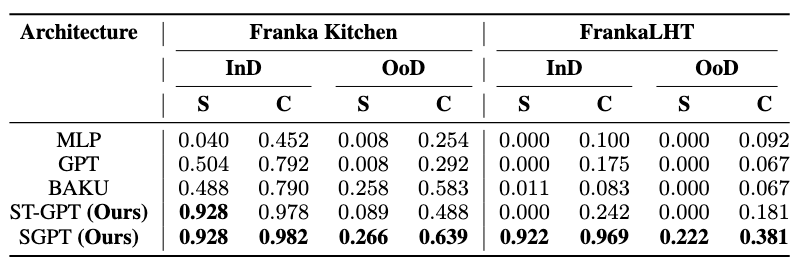 Architecture Franka Kitchen FrankaLHT
InD OoD InD OoD
S C S C S C S C
MLP 0.040 0.452 0.008 0.254 0.000 0.100 0.000 0.092
GPT 0.504 0.792 0.008 0.292 0.000 0.175 0.000 0.067
BAKU 0.488 0.790 0.258 0.583 0.011 0.083 0.000 0.067
ST-GPT (Ours) 0.928 0.978 0.089 0.488 0.000 0.242 0.000 0.181
SGPT (Ours) 0.928 0.982 0.266 0.639 0.922 0.969 0.222 0.381